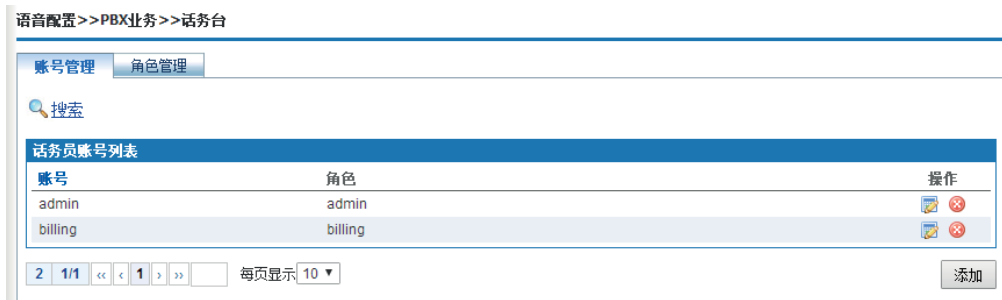 语音配置>>PBX业务>>话务台
账号管理 角色管理
搜索
话务员账号列表
账号 角色 操作
admin admin
billing billing
2 1/1 ‹‹ ‹ 1 › ›› 每页显示 10 ▼ 添加